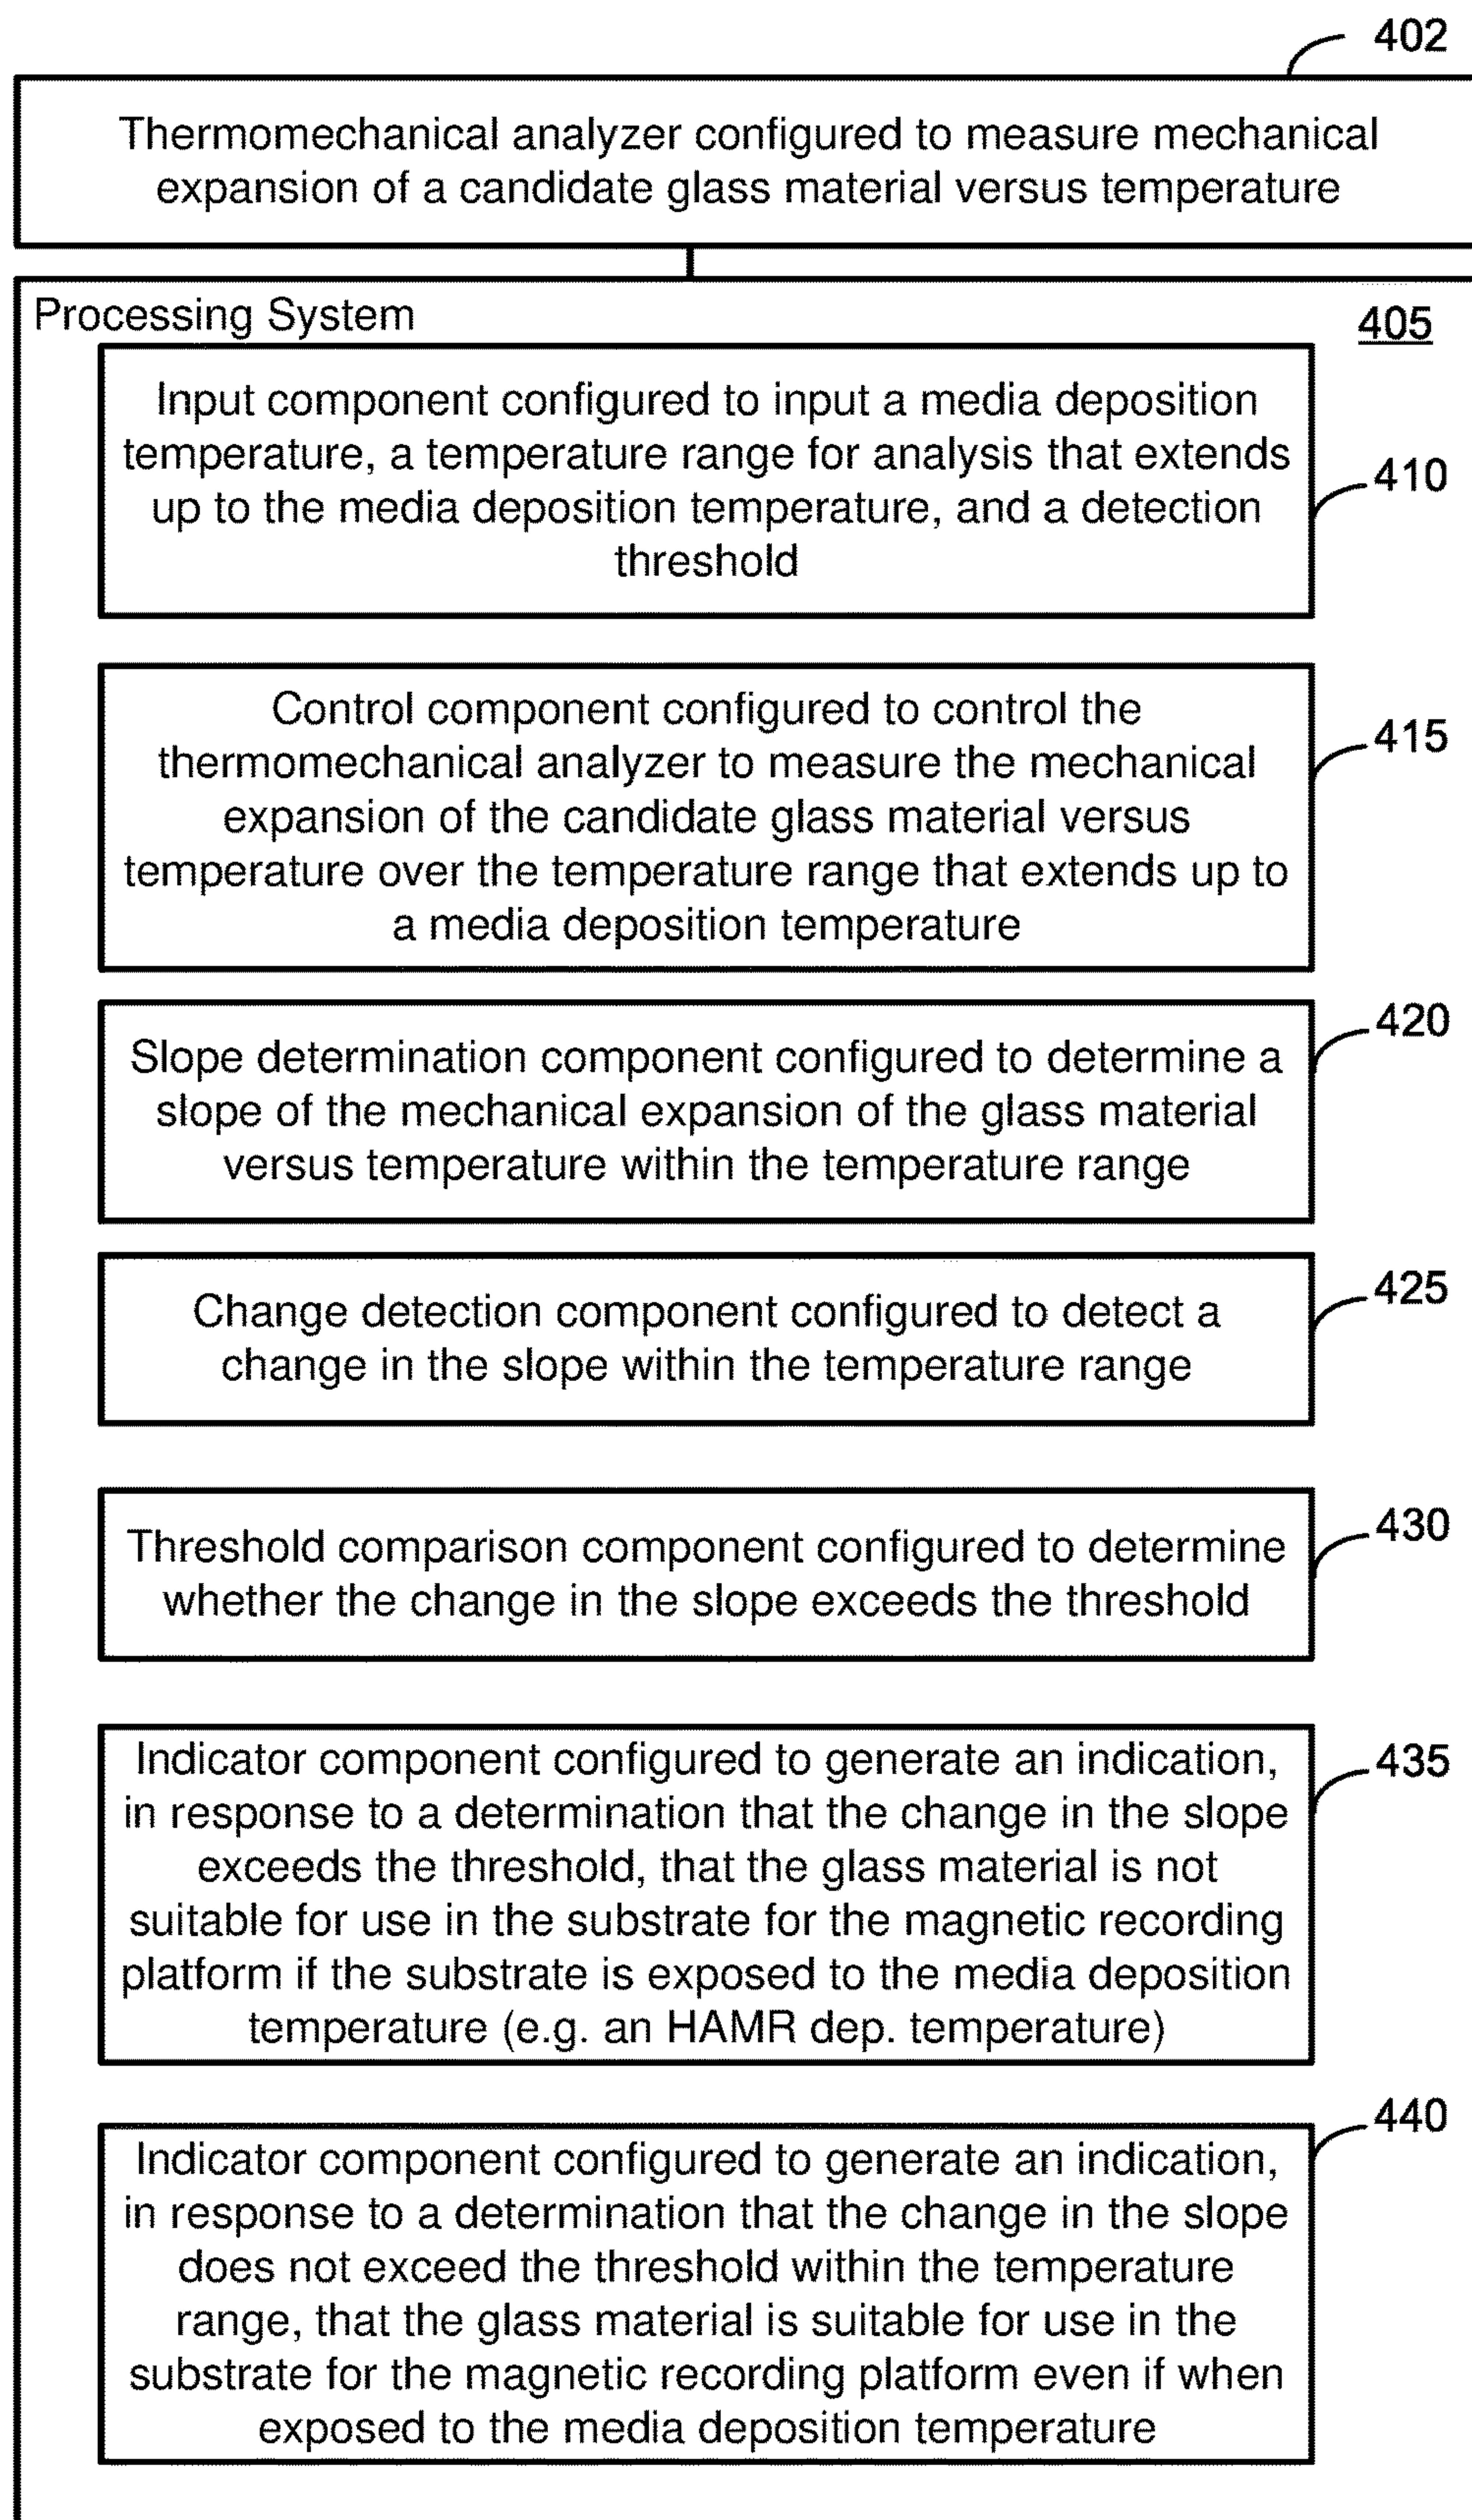 402
Thermomechanical analyzer configured to measure mechanical
expansion of a candidate glass material versus temperature
Processing System
405
Input component configured to input a media deposition
temperature, a temperature range for analysis that extends
up to the media deposition temperature, and a detection
threshold
410
Control component configured to control the
thermomechanical analyzer to measure the mechanical
expansion of the candidate glass material versus
temperature over the temperature range that extends up to
a media deposition temperature
415
Slope determination component configured to determine a
slope of the mechanical expansion of the glass material
versus temperature within the temperature range
420
Change detection component configured to detect a
change in the slope within the temperature range
425
Threshold comparison component configured to determine
whether the change in the slope exceeds the threshold
430
Indicator component configured to generate an indication,
in response to a determination that the change in the slope
exceeds the threshold, that the glass material is not
suitable for use in the substrate for the magnetic recording
platform if the substrate is exposed to the media deposition
temperature (e.g. an HAMR dep. temperature)
435
Indicator component configured to generate an indication,
in response to a determination that the change in the slope
does not exceed the threshold within the temperature
range, that the glass material is suitable for use in the
substrate for the magnetic recording platform even if when
exposed to the media deposition temperature
440